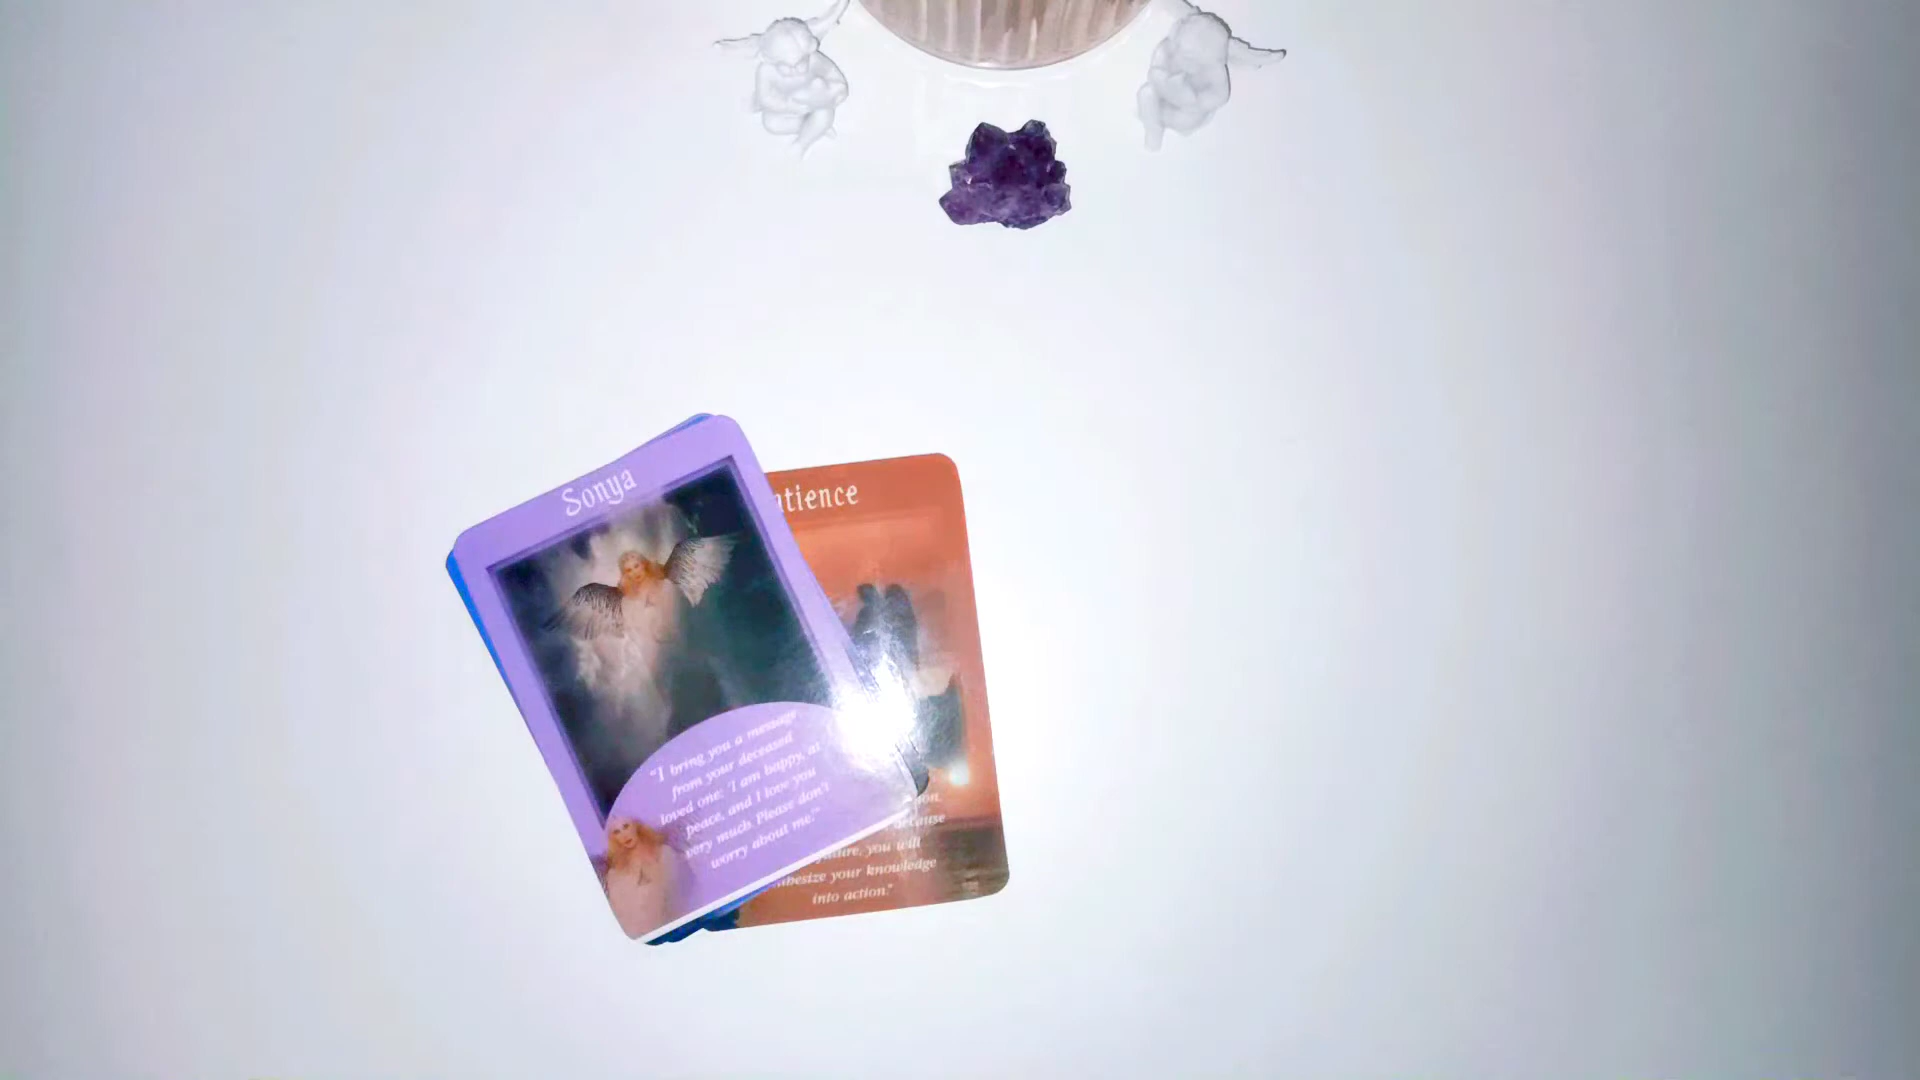 Sonya
"I bring you a message
from your deceased
loved one: 'I am happy, at
peace, and I love you
very much. Please don't
worry about me.'"
tience
you will
your knowledge
into action."